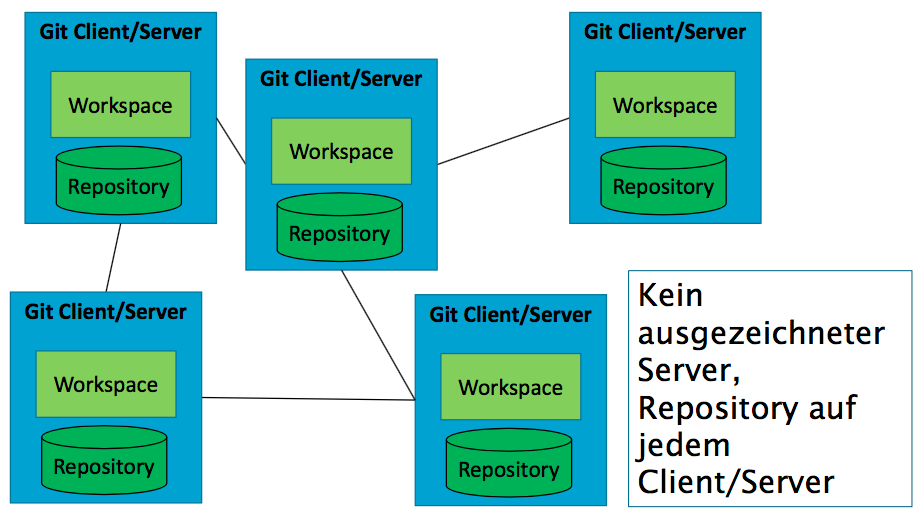 Git Client/Server
Workspace
Repository
Git Client/Server
Workspace
Repository
Git Client/Server
Workspace
Repository
Git Client/Server
Workspace
Repository
Git Client/Server
Workspace
Repository
Kein
ausgezeichneter
Server,
Repository auf
jedem
Client/Server